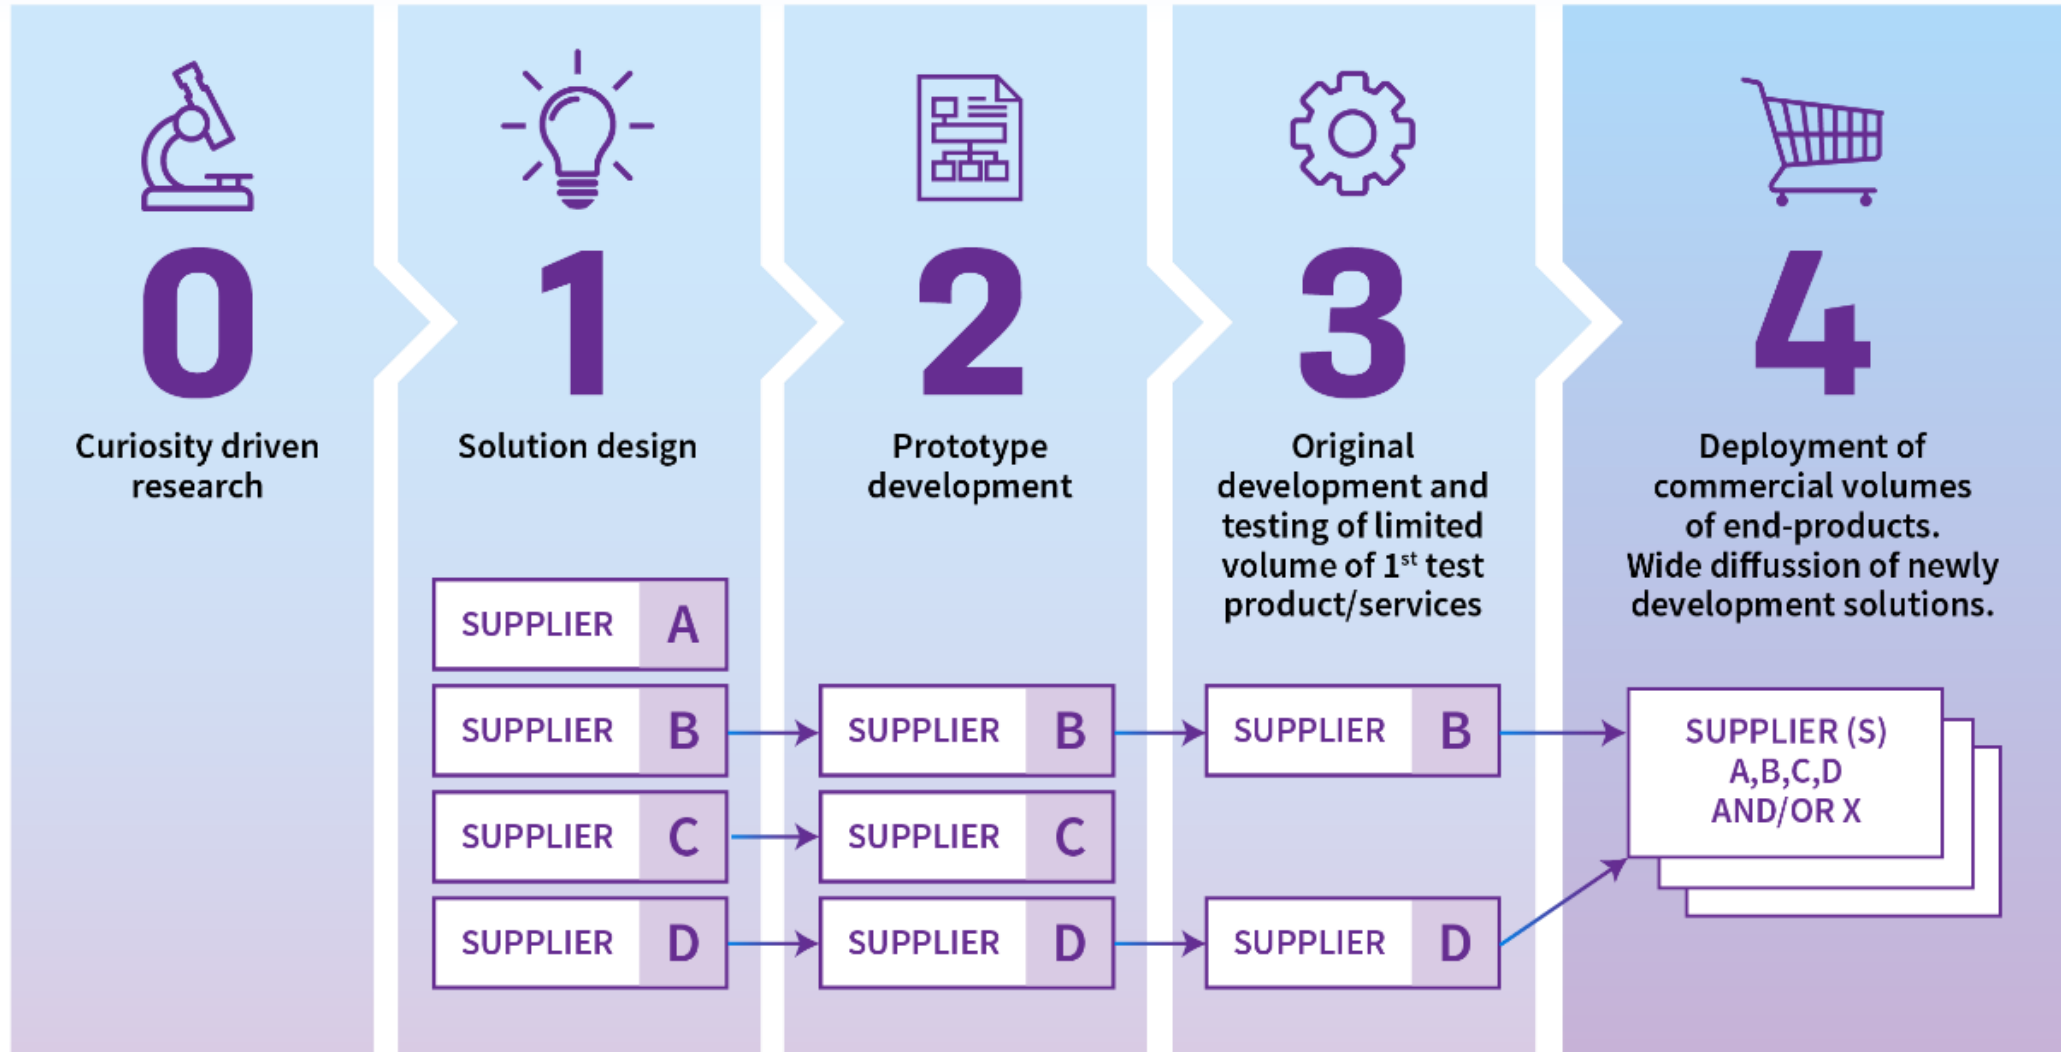 0
Curiosity driven
research
1
Solution design
SUPPLIER A
SUPPLIER B
SUPPLIER C
SUPPLIER D
2
Prototype
development
SUPPLIER B
SUPPLIER C
SUPPLIER D
3
Original
development and
testing of limited
volume of 1st test
product/services
SUPPLIER B
SUPPLIER D
4
Deployment of
commercial volumes
of end-products.
Wide diffussion of newly
development solutions.
SUPPLIER (S)
A,B,C,D
AND/OR X